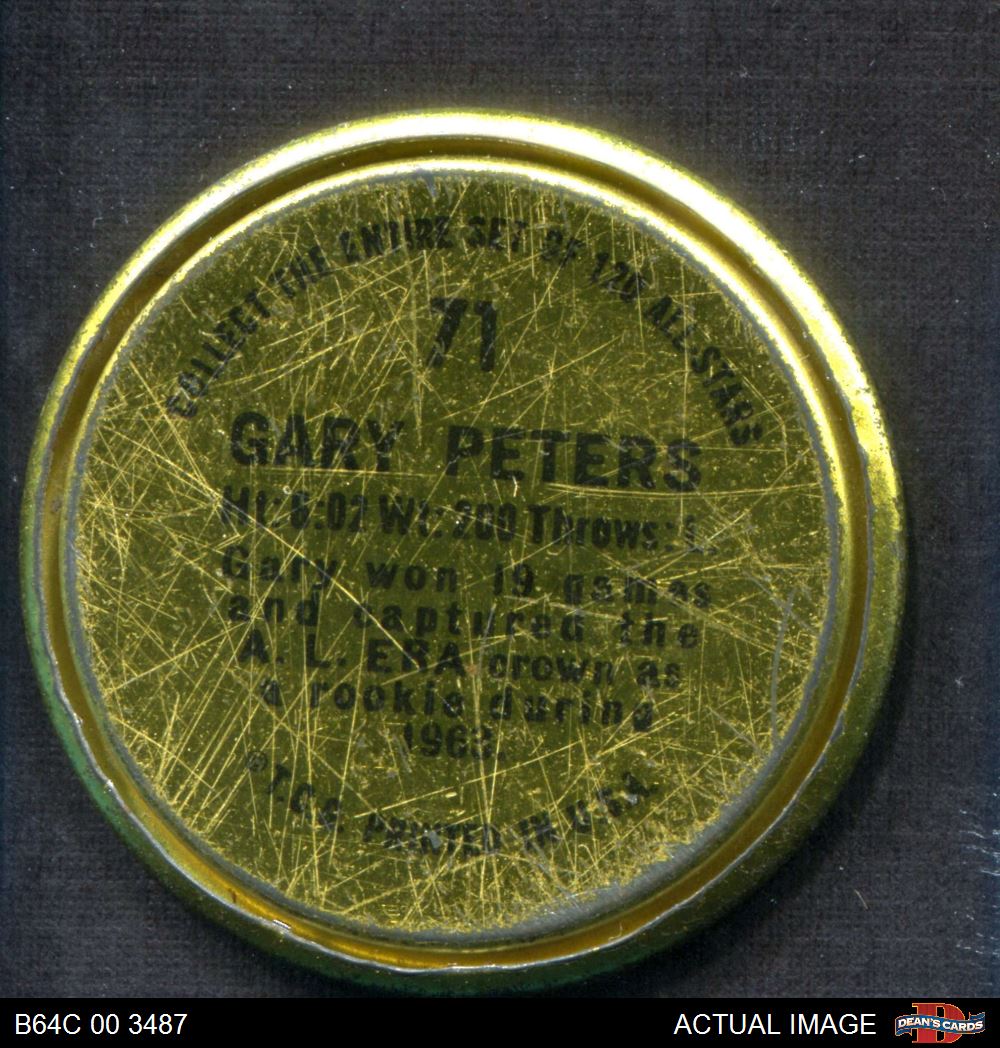 COLLECT THE ENTIRE SET OF 120 ALL-STARS
71
GARY PETERS
Ht: 6:02 Wt: 200 Throws: L.
Gary won 19 games
and captured the
A. L. ERA crown as
a rookie during
1963.
©T.C.G. PRINTED IN U.S.A.
B64C 00 3487
ACTUAL IMAGE
DEAN'S CARDS